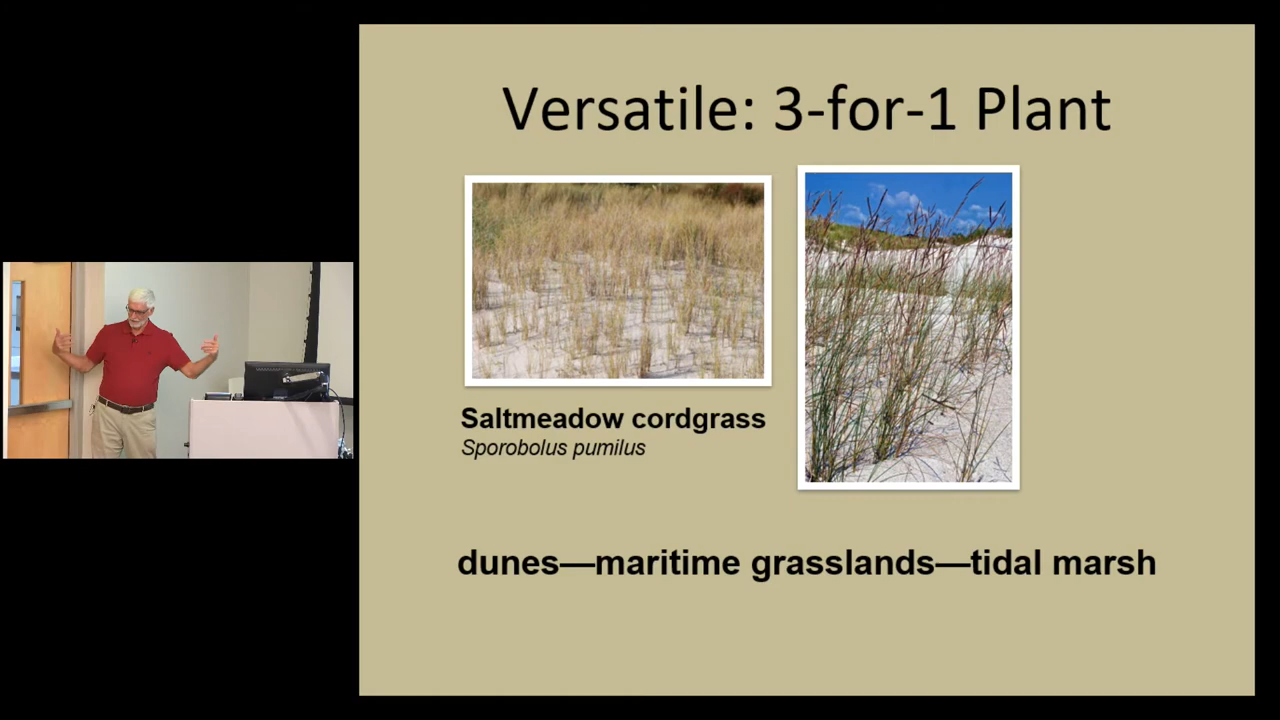 Versatile: 3-for-1 Plant
Saltmeadow cordgrass
Sporobolus pumilus
dunes—maritime grasslands—tidal marsh